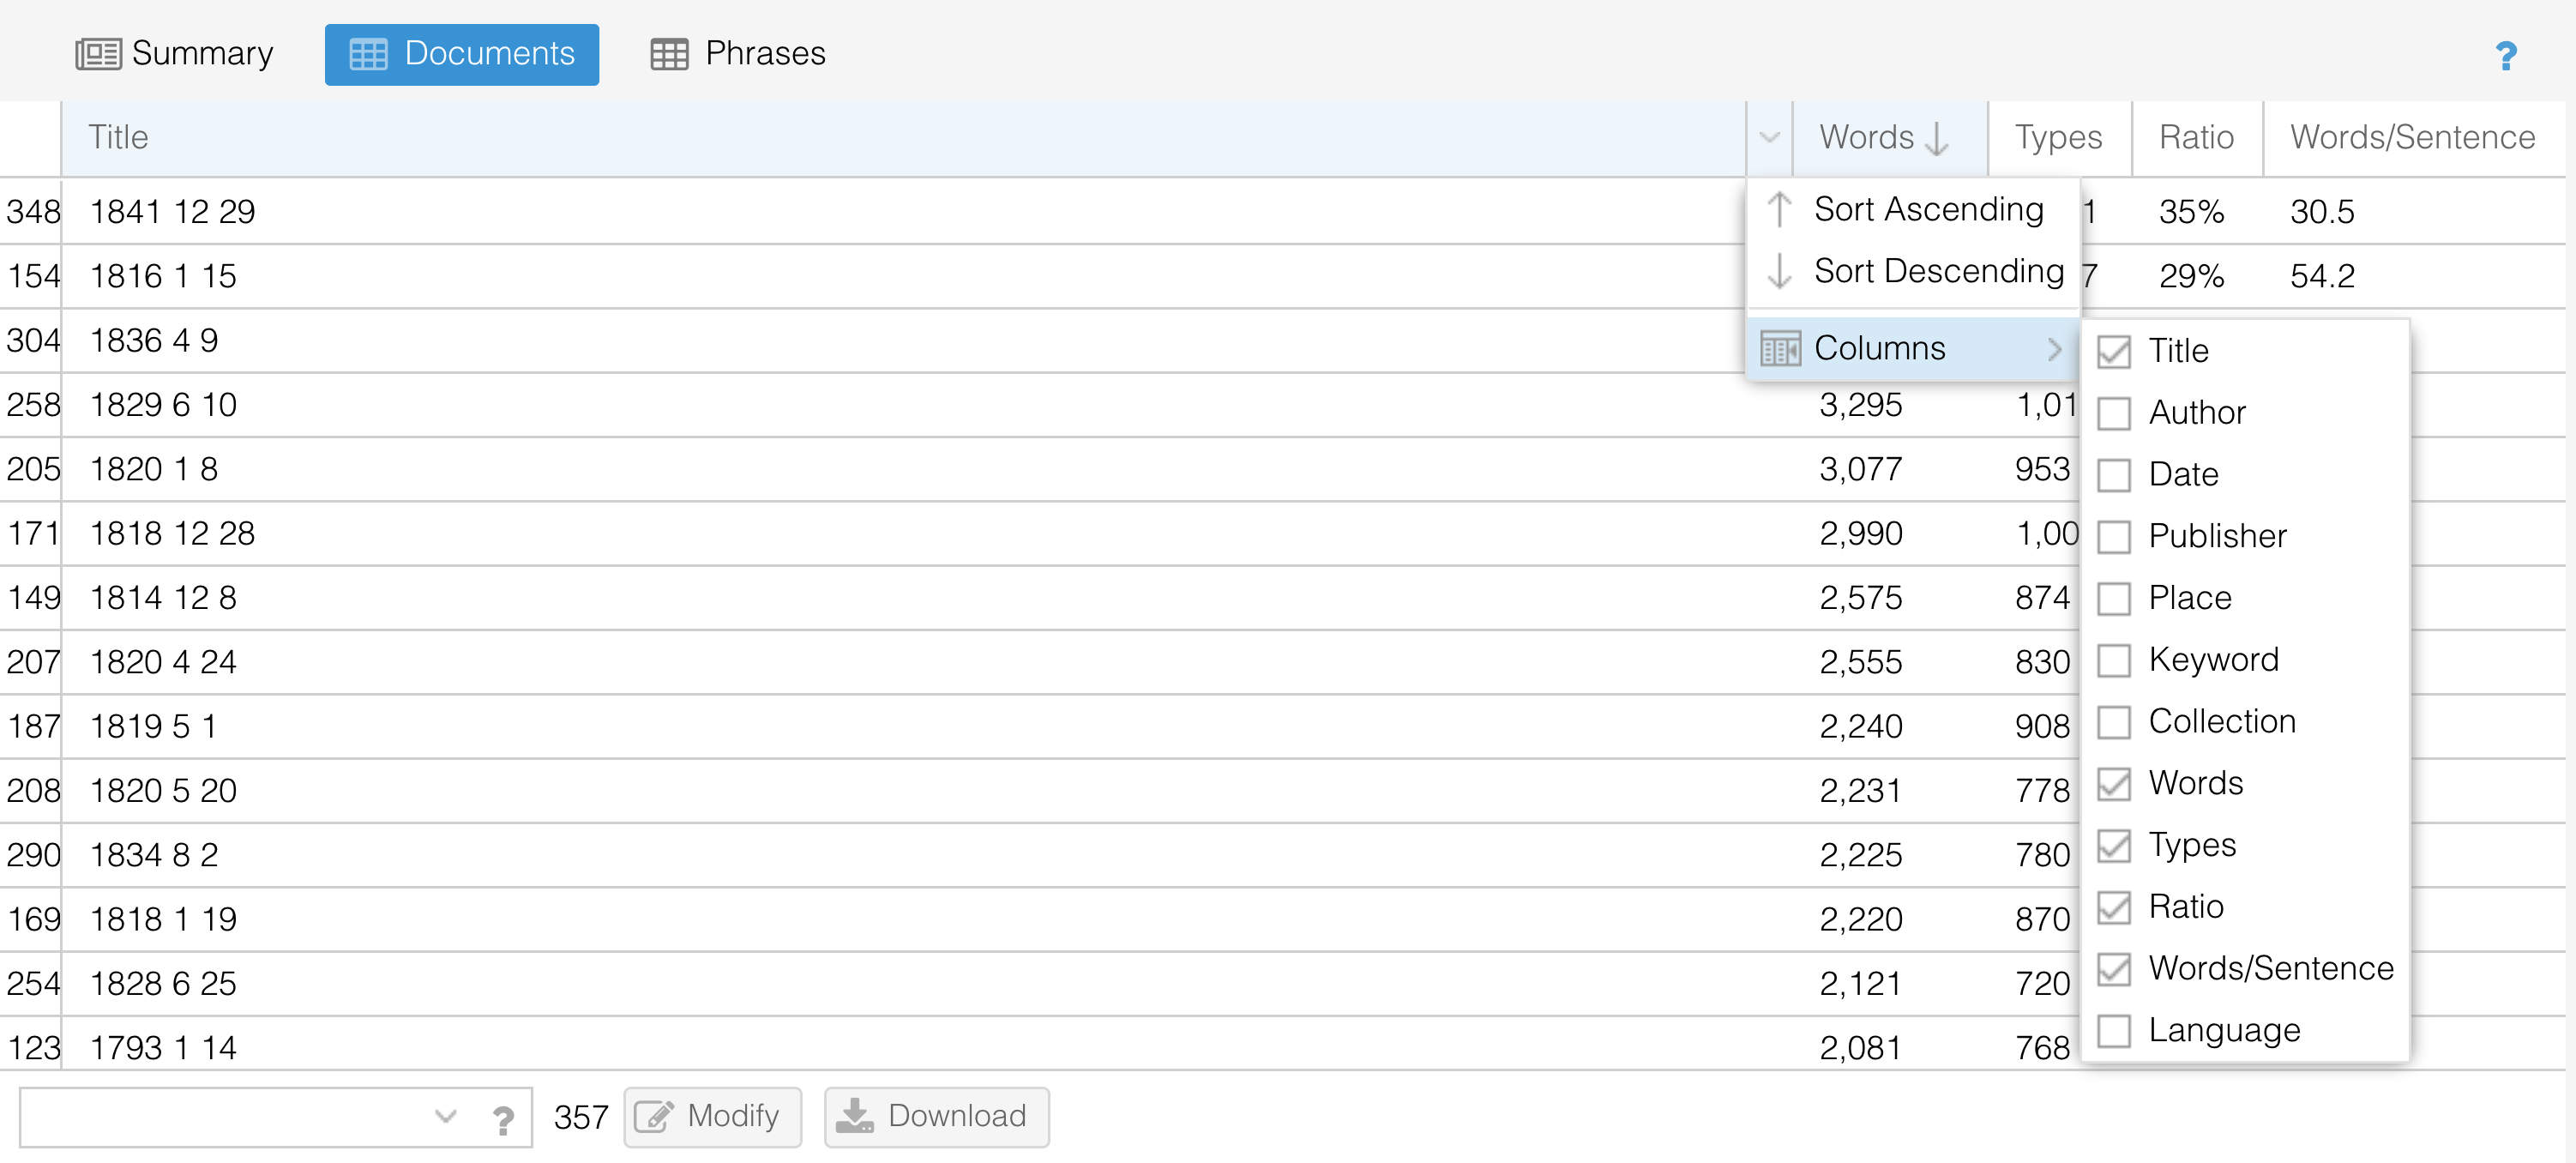 Summary Documents Phrases ?
Title Words Types Ratio Words/Sentence
348 1841 12 29 1 35% 30.5
Sort Ascending
154 1816 1 15 7 29% 54.2
Sort Descending
304 1836 4 9
Columns Title
258 1829 6 10 3,295 1,01
Author
205 1820 1 8 3,077 953
Date
171 1818 12 28 2,990 1,00
Publisher
149 1814 12 8 2,575 874
Place
207 1820 4 24 2,555 830
Keyword
187 1819 5 1 2,240 908
Collection
208 1820 5 20 2,231 778
Words
290 1834 8 2 2,225 780
Types
169 1818 1 19 2,220 870
Ratio
254 1828 6 25 2,121 720
Words/Sentence
123 1793 1 14 2,081 768
Language
? 357 Modify Download